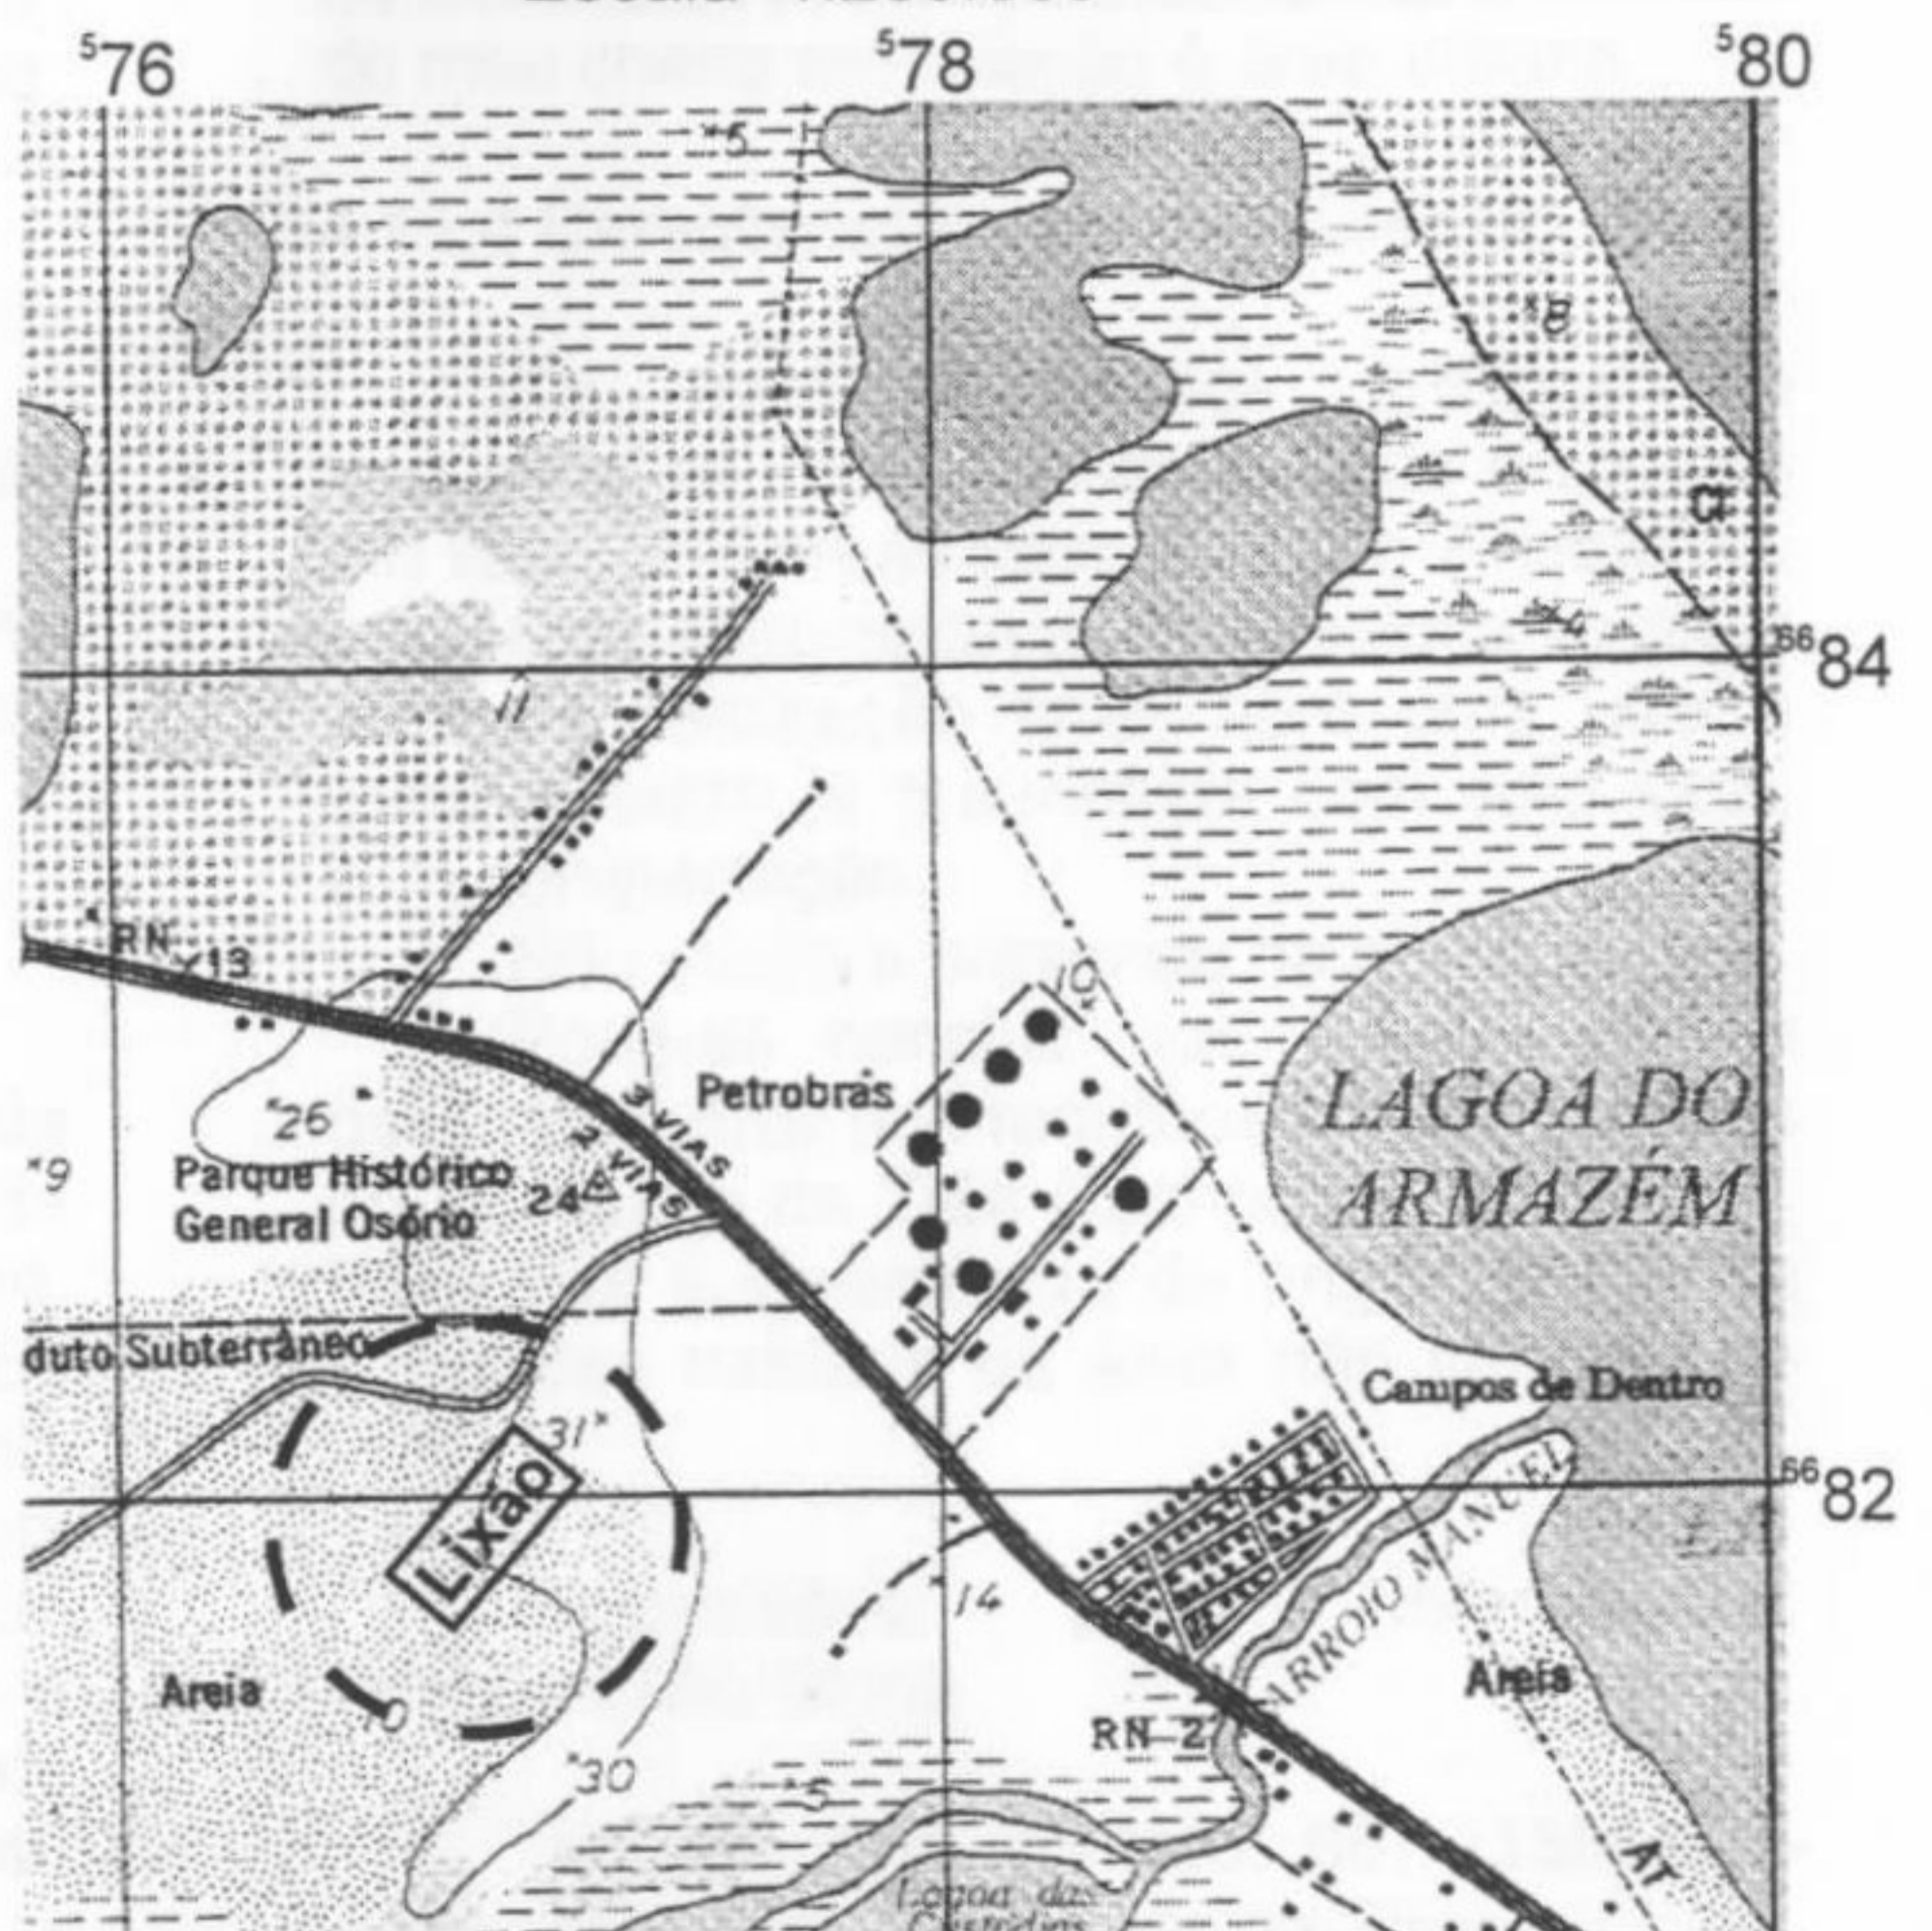 576
578
580
5
8
4
6684
11
RN
x13
10
LAGOA DO
ARMAZÉM
Petrobrás
3 VIAS
2 VIAS
26
9
Parque Histórico
General Osório
24
duto Subterrâneo
Campos de Dentro
31
Lixão
6682
ARROIO MANUEL
14
Areia
Areia
10
RN 2
30
5
AT
Lagoa das